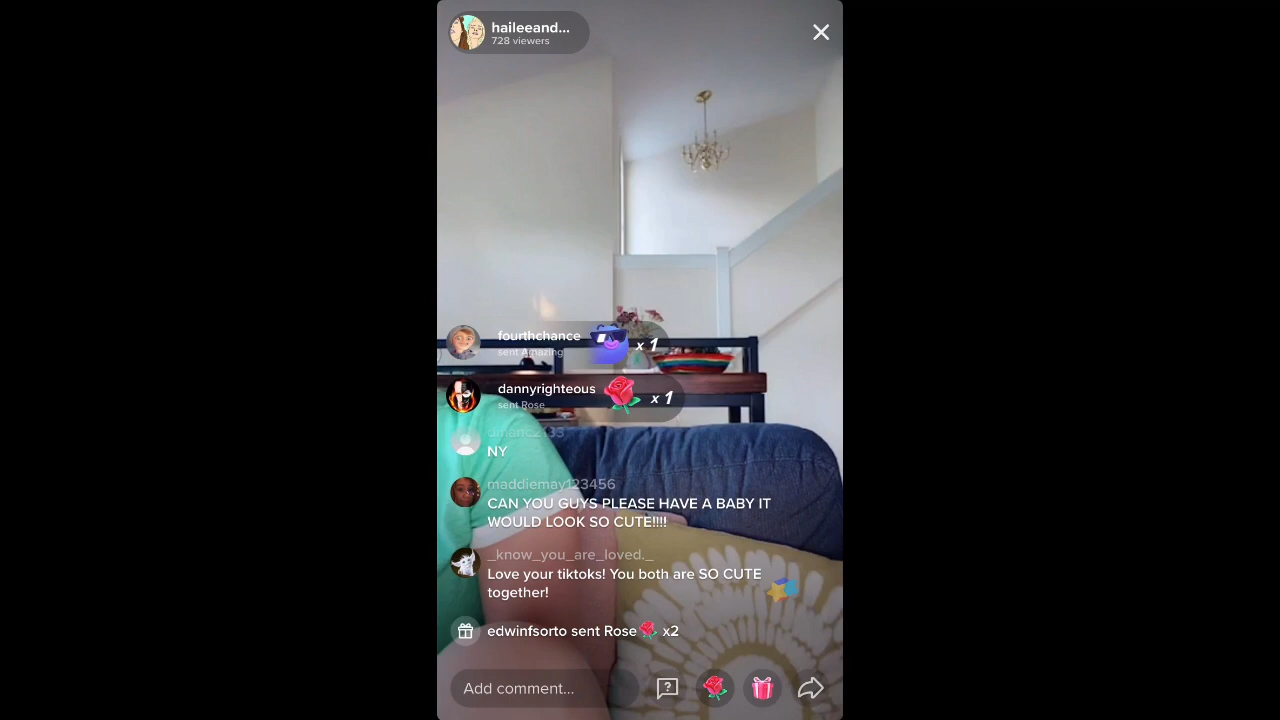 haileeand...
728 viewers
fourthchance
sent Amazing
x 1
dannyrighteous
sent Rose
x 1
NY
maddiemay123456
CAN YOU GUYS PLEASE HAVE A BABY IT
WOULD LOOK SO CUTE!!!!
_know_you_are_loved._
Love your tiktoks! You both are SO CUTE
together!
edwinfsorto sent Rose x2
Add comment...